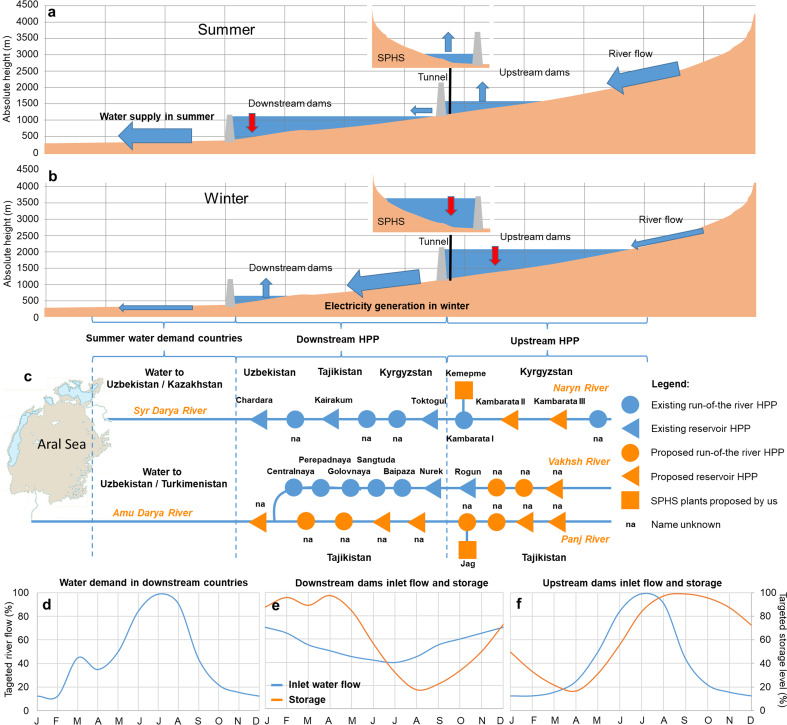 a
Summer
Absolute height (m)
4500
4000
3500
3000
2500
2000
1500
1000
500
0
SPHS
River flow
Tunnel
Upstream dams
Downstream dams
Water supply in summer
b
Winter
Absolute height (m)
4500
4000
3500
3000
2500
2000
1500
1000
500
0
SPHS
River flow
Tunnel
Upstream dams
Downstream dams
Electricity generation in winter
Summer water demand countries
Downstream HPP
Upstream HPP
c
Water to
Uzbekistan / Kazakhstan
Uzbekistan
Tajikistan
Kyrgyzstan
Kyrgyzstan
Kemepme
Naryn River
Chardara
Kairakum
Toktogul
Kambarata II
Kambarata III
Syr Darya River
na
na
na
Kambarata I
na
Aral Sea
Water to
Uzbekistan / Turkimenistan
Perepadnaya
Sangtuda
Centralnaya
Golovnaya
Baipaza
Nurek
Rogun
na
na
na
Vakhsh River
na
na
na
na
na
Amu Darya River
na
na
na
na
Panj River
Jag
Tajikistan
Tajikistan
Legend:
Existing run-of-the river HPP
Existing reservoir HPP
Proposed run-of-the river HPP
Proposed reservoir HPP
SPHS plants proposed by us
na Name unknown
Water demand in downstream countries
d
Tageted river flow (%)
100
80
60
40
20
0
J F M A M J J A S O N D
Downstream dams inlet flow and storage
e
Inlet water flow
Storage
J F M A M J J A S O N D
Upstream dams inlet flow and storage
f
100
80
60
40
20
0
Targeted storage level (%)
J F M A M J J A S O N D